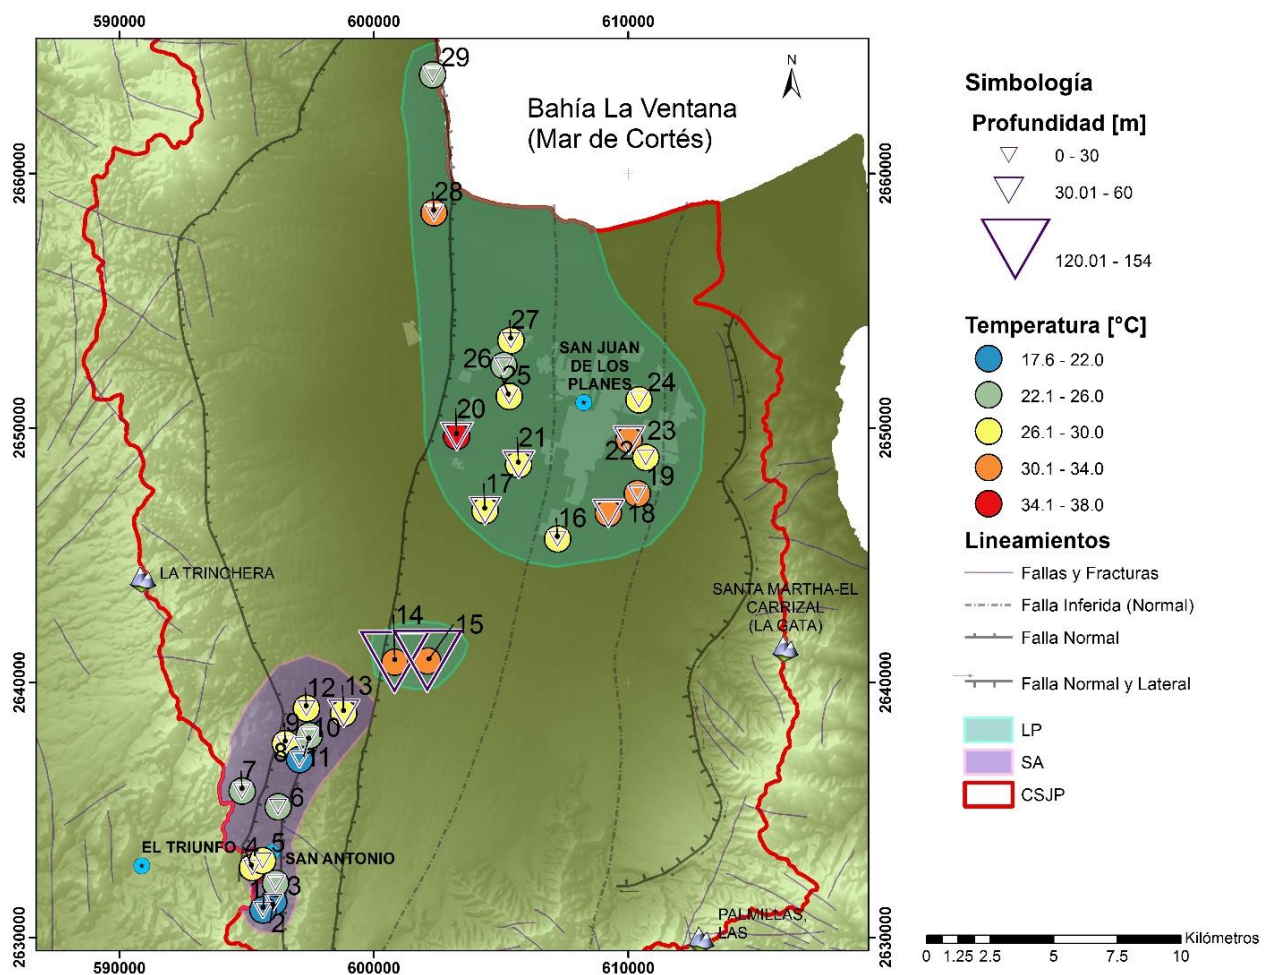 590000
600000
610000
2660000
2650000
2640000
2630000
29
Bahía La Ventana
(Mar de Cortés)
N
28
27
26
25
SAN JUAN
DE LOS
PLANES
24
20
21
23
22
17
19
18
16
LA TRINCHERA
SANTA MARTHA-EL
CARRIZAL
(LA GATA)
14
15
12
13
9
10
8
11
7
6
EL TRIUNFO
4
5
SAN ANTONIO
1
3
2
PALMILLAS,
LAS
2660000
2650000
2640000
2630000
590000
600000
610000
Simbología
Profundidad [m]
0 - 30
30.01 - 60
120.01 - 154
Temperatura [°C]
17.6 - 22.0
22.1 - 26.0
26.1 - 30.0
30.1 - 34.0
34.1 - 38.0
Lineamientos
Fallas y Fracturas
Falla Inferida (Normal)
Falla Normal
Falla Normal y Lateral
LP
SA
CSJP
Kilómetros
0 1.25 2.5 5 7.5 10